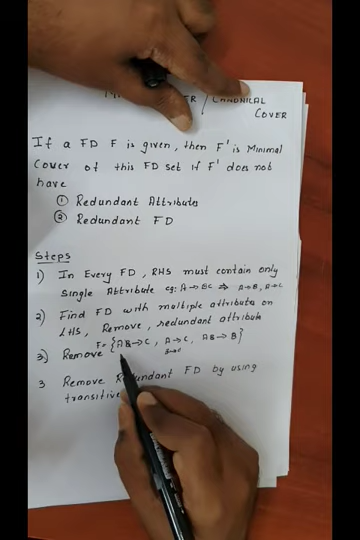 / CANONICAL
COVER
If a FD F is given, then F' is Minimal
Cover of this FD set if F' does not
have
① Redundant Attributes
② Redundant FD
Steps
1) In Every FD, RHS must contain only
Single Attribute eg: A → BC ⇒ A→B, A→C
2) Find FD with multiple attributes on
LHS, Remove, redundant attribute
F = {AB→C, A→C, AB→B}
3) Remove
3 Remove Redundant FD by using
transitive